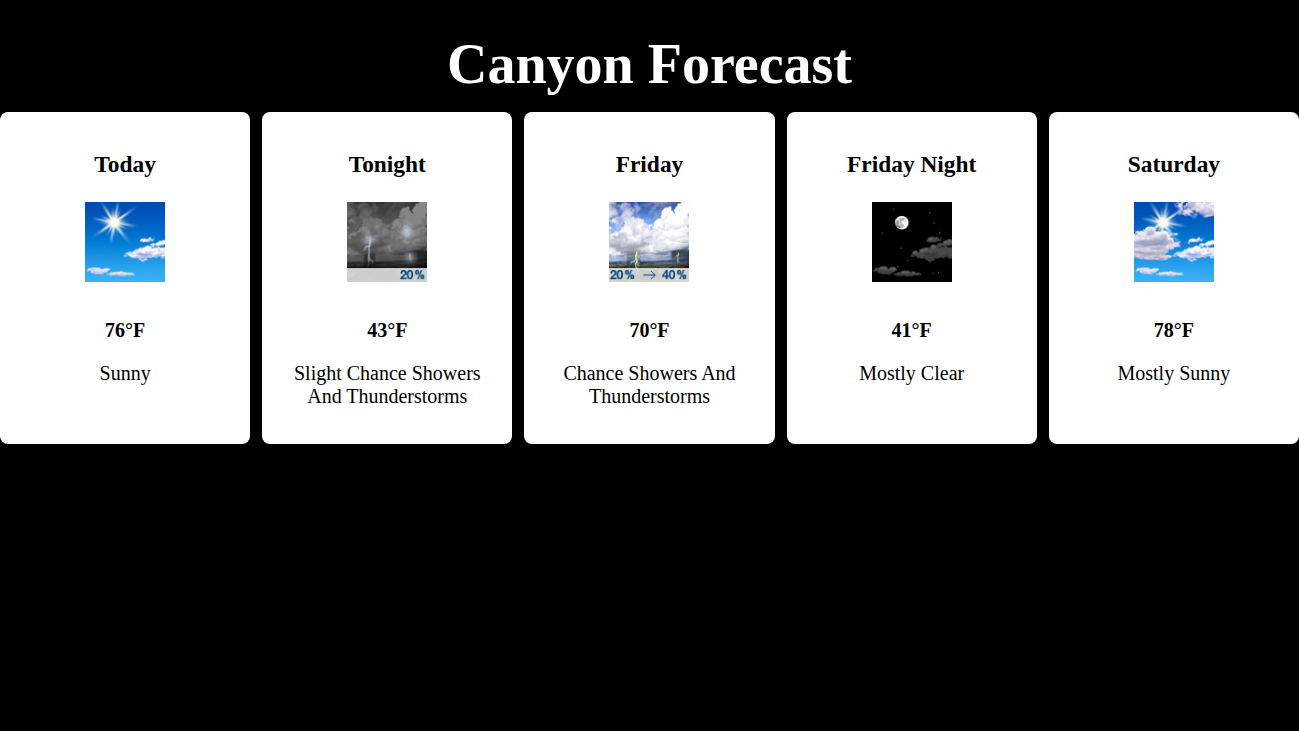 Canyon Forecast
Today
Tonight
Friday
Friday Night
Saturday
20%
20% → 40%
76°F
43°F
70°F
41°F
78°F
Sunny
Slight Chance Showers
And Thunderstorms
Chance Showers And
Thunderstorms
Mostly Clear
Mostly Sunny